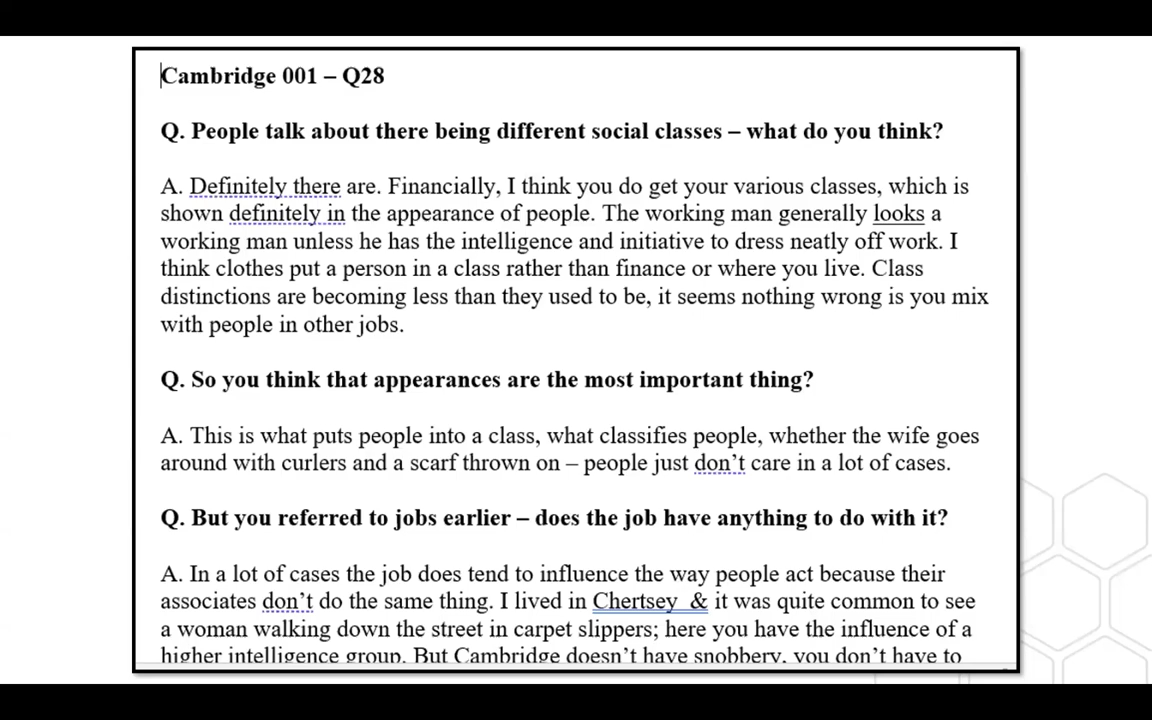 Cambridge 001 – Q28
Q. People talk about there being different social classes – what do you think?
A. Definitely there are. Financially, I think you do get your various classes, which is
shown definitely in the appearance of people. The working man generally looks a
working man unless he has the intelligence and initiative to dress neatly off work. I
think clothes put a person in a class rather than finance or where you live. Class
distinctions are becoming less than they used to be, it seems nothing wrong is you mix
with people in other jobs.
Q. So you think that appearances are the most important thing?
A. This is what puts people into a class, what classifies people, whether the wife goes
around with curlers and a scarf thrown on – people just don’t care in a lot of cases.
Q. But you referred to jobs earlier – does the job have anything to do with it?
A. In a lot of cases the job does tend to influence the way people act because their
associates don’t do the same thing. I lived in Chertsey & it was quite common to see
a woman walking down the street in carpet slippers; here you have the influence of a
higher intelligence group. But Cambridge doesn’t have snobbery, you don’t have to